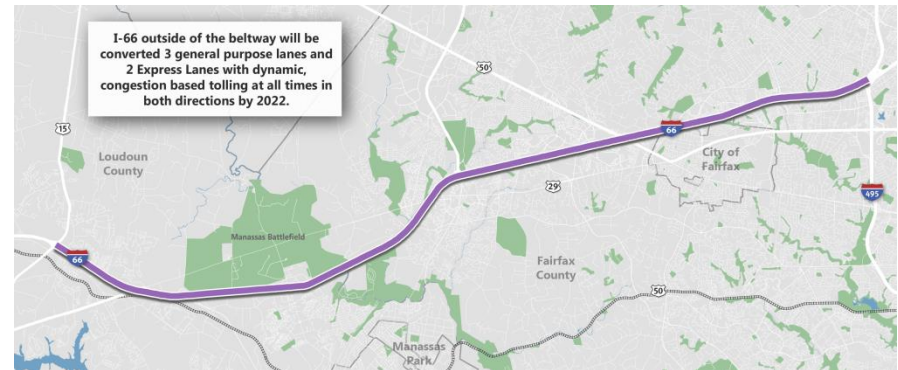 I-66 outside of the beltway will be
converted 3 general purpose lanes and
2 Express Lanes with dynamic,
congestion based tolling at all times in
both directions by 2022.
50
15
66
Loudoun
County
City of
Fairfax
29
495
Manassas Battlefield
66
Fairfax
County
50
Manassas
Park